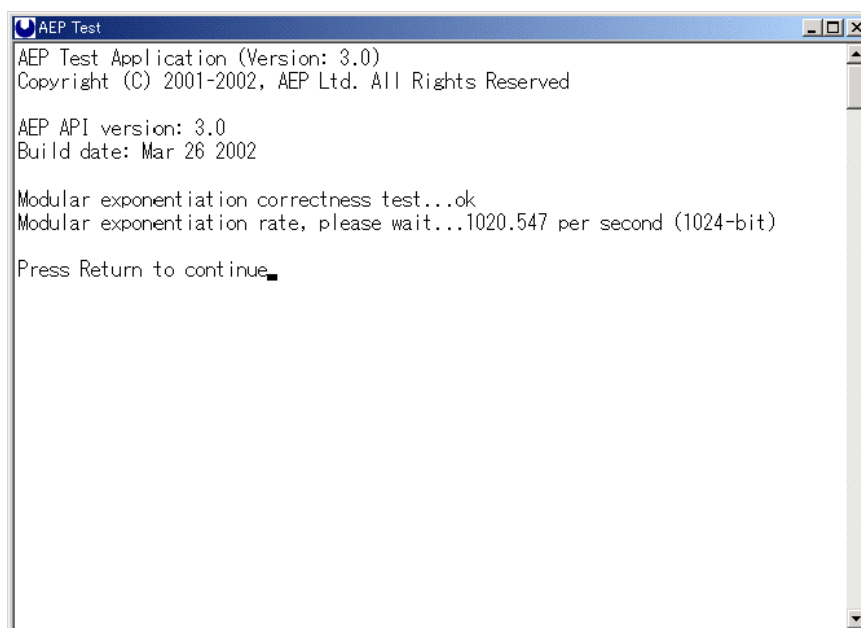 AEP Test
AEP Test Application (Version: 3.0)
Copyright (C) 2001-2002, AEP Ltd. All Rights Reserved
AEP API version: 3.0
Build date: Mar 26 2002
Modular exponentiation correctness test...ok
Modular exponentiation rate, please wait...1020.547 per second (1024-bit)
Press Return to continue